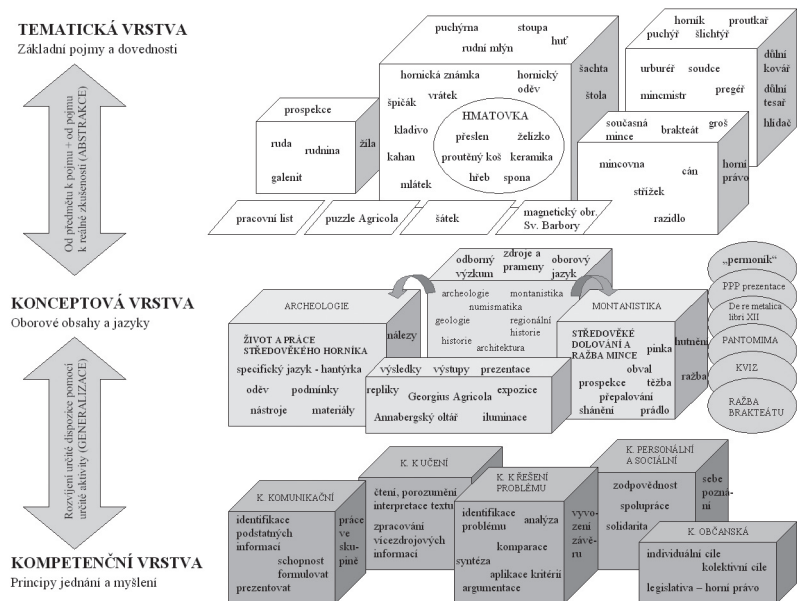 TEMATICKÁ VRSTVA
Základní pojmy a dovednosti
Od předmětu k pojmu + od pojmu
k reálné zkušenosti (ABSTRAKCE)
KONCEPTOVÁ VRSTVA
Oborové obsahy a jazyky
Rozvíjení určité dispozice pomocí
určité aktivity (GENERALIZACE)
KOMPETENČNÍ VRSTVA
Principy jednání a myšlení
prospekce
ruda
rudnina
galenit
žíla
puchýrna
stoupa
rudní mlýn
huť
hornická známka
hornický
oděv
špičák
vrátek
kladivo
kahan
mlátek
HMATOVKA
přeslen
želízko
proutěný koš
keramika
hřeb
spona
šachta
štola
horník
proutkař
puchýř
šlichtýř
urburéř
soudce
mincmistr
pregéř
důlní
kovář
důlní
tesař
hlídač
současná
mince
brakteát
groš
mincovna
cán
střížek
razidlo
horní
právo
pracovní list
puzzle Agricola
šátek
magnetický obr.
Sv. Barbory
odborný
výzkum
zdroje a
prameny
oborový
jazyk
archeologie
montanistika
numismatika
geologie
regionální
historie
historie
architektura
ARCHEOLOGIE
ŽIVOT A PRÁCE
STŘEDOVĚKÉHO HORNÍKA
specifický jazyk - hantýrka
oděv
podmínky
nástroje
materiály
nálezy
výsledky
výstupy
prezentace
repliky
expozice
Georgius Agricola
Annabergský oltář
iluminace
MONTANISTIKA
STŘEDOVĚKÉ
DOLOVÁNÍ A
RAŽBA MINCE
pinka
obval
prospekce
těžba
přepalování
shánění
prádlo
hutnění
ražba
„permoník“
PPP prezentace
De re metalica
libri XII
PANTOMIMA
KVIZ
RAŽBA
BRAKTEÁTU
K. KOMUNIKAČNÍ
identifikace
podstatných
informací
schopnost
formulovat
prezentovat
práce
ve
sku-
pině
K. K UČENÍ
čtení, porozumění
interpretace textu
zpracování
vícezdrojových
informací
K. K ŘEŠENÍ
PROBLÉMU
identifikace
problému
analýza
komparace
syntéza
aplikace kritérií
argumentace
vyvo-
zení
závě-
ru
K. PERSONÁLNÍ
A SOCIÁLNÍ
zodpovědnost
spolupráce
solidarita
sebe
pozná-
ní
K. OBČANSKÁ
individuální cíle
kolektivní cíle
legislativa – horní právo